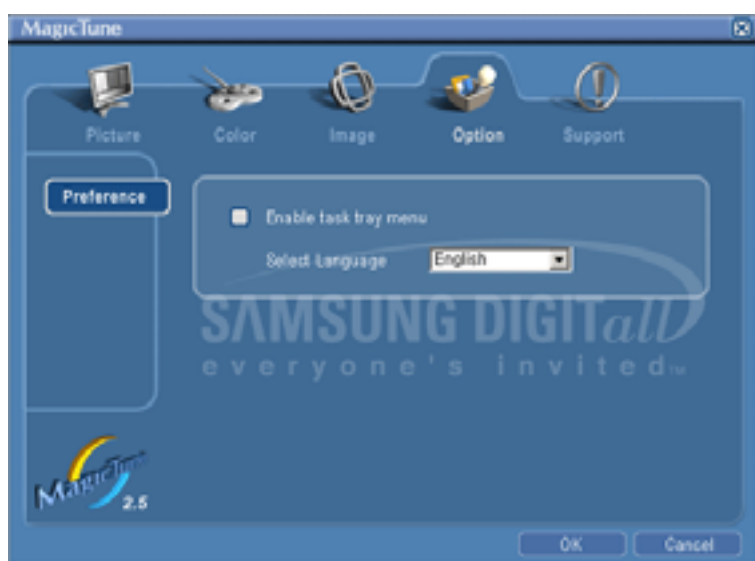 MagicTune
Picture Color Image Option Support
Preference
Enable task tray menu
Select Language English
SAMSUNG DIGITall
everyone's invited™
MagicTune
2.5
OK Cancel